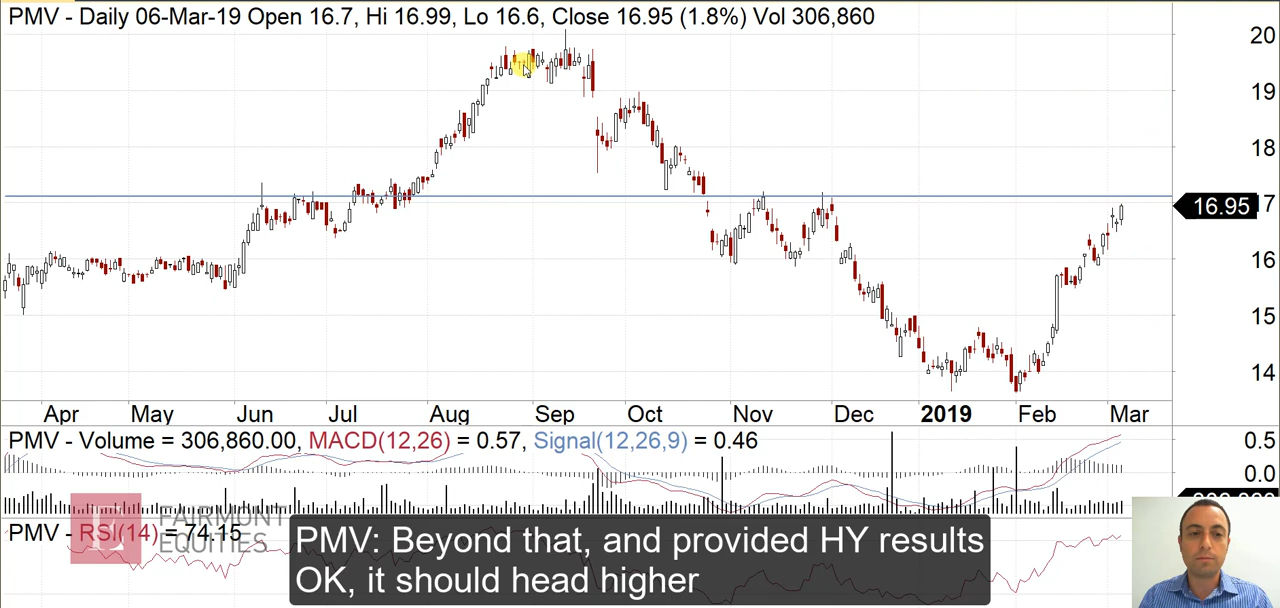 PMV - Daily 06-Mar-19 Open 16.7, Hi 16.99, Lo 16.6, Close 16.95 (1.8%) Vol 306,860
20
19
18
17
16.95
16
15
14
Apr May Jun Jul Aug Sep Oct Nov Dec 2019 Feb Mar
PMV - Volume = 306,860.00, MACD(12,26) = 0.57, Signal(12,26,9) = 0.46
0.5
0.0
PMV - RSI(14) = 74.15
FAIRMONT
EQUITIES
PMV: Beyond that, and provided HY results
OK, it should head higher